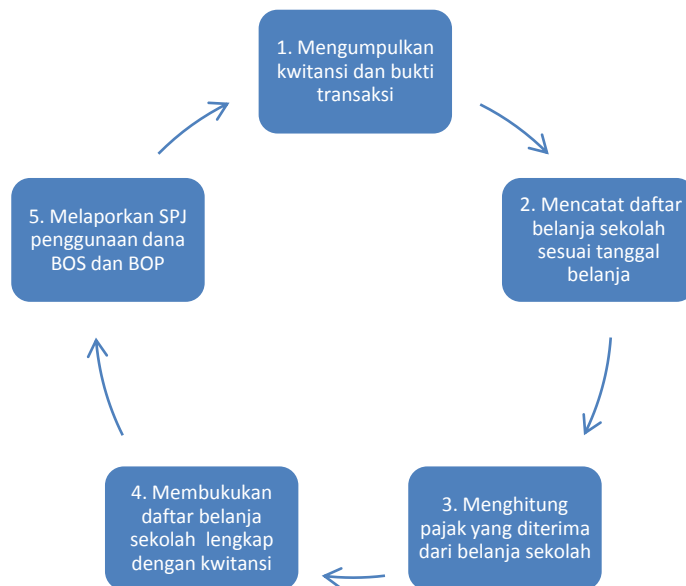 1. Mengumpulkan
kwitansi dan bukti
transaksi
2. Mencatat daftar
belanja sekolah
sesuai tanggal
belanja
3. Menghitung
pajak yang diterima
dari belanja sekolah
4. Membukukan
daftar belanja
sekolah lengkap
dengan kwitansi
5. Melaporkan SPJ
penggunaan dana
BOS dan BOP